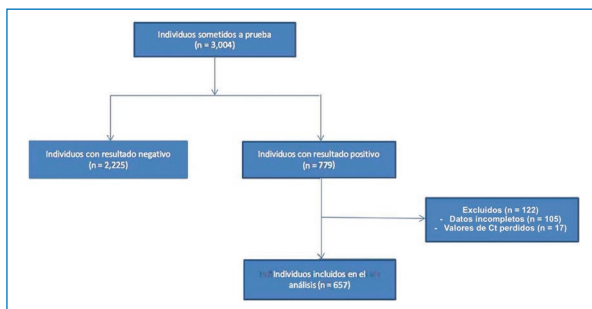 Individuos sometidos a prueba
(n = 3,004)
Individuos con resultado negativo
(n = 2,225)
Individuos con resultado positivo
(n = 779)
Excluidos (n = 122)
- Datos incompletos (n = 105)
- Valores de Ct perdidos (n = 17)
Individuos incluidos en el
análisis (n = 657)